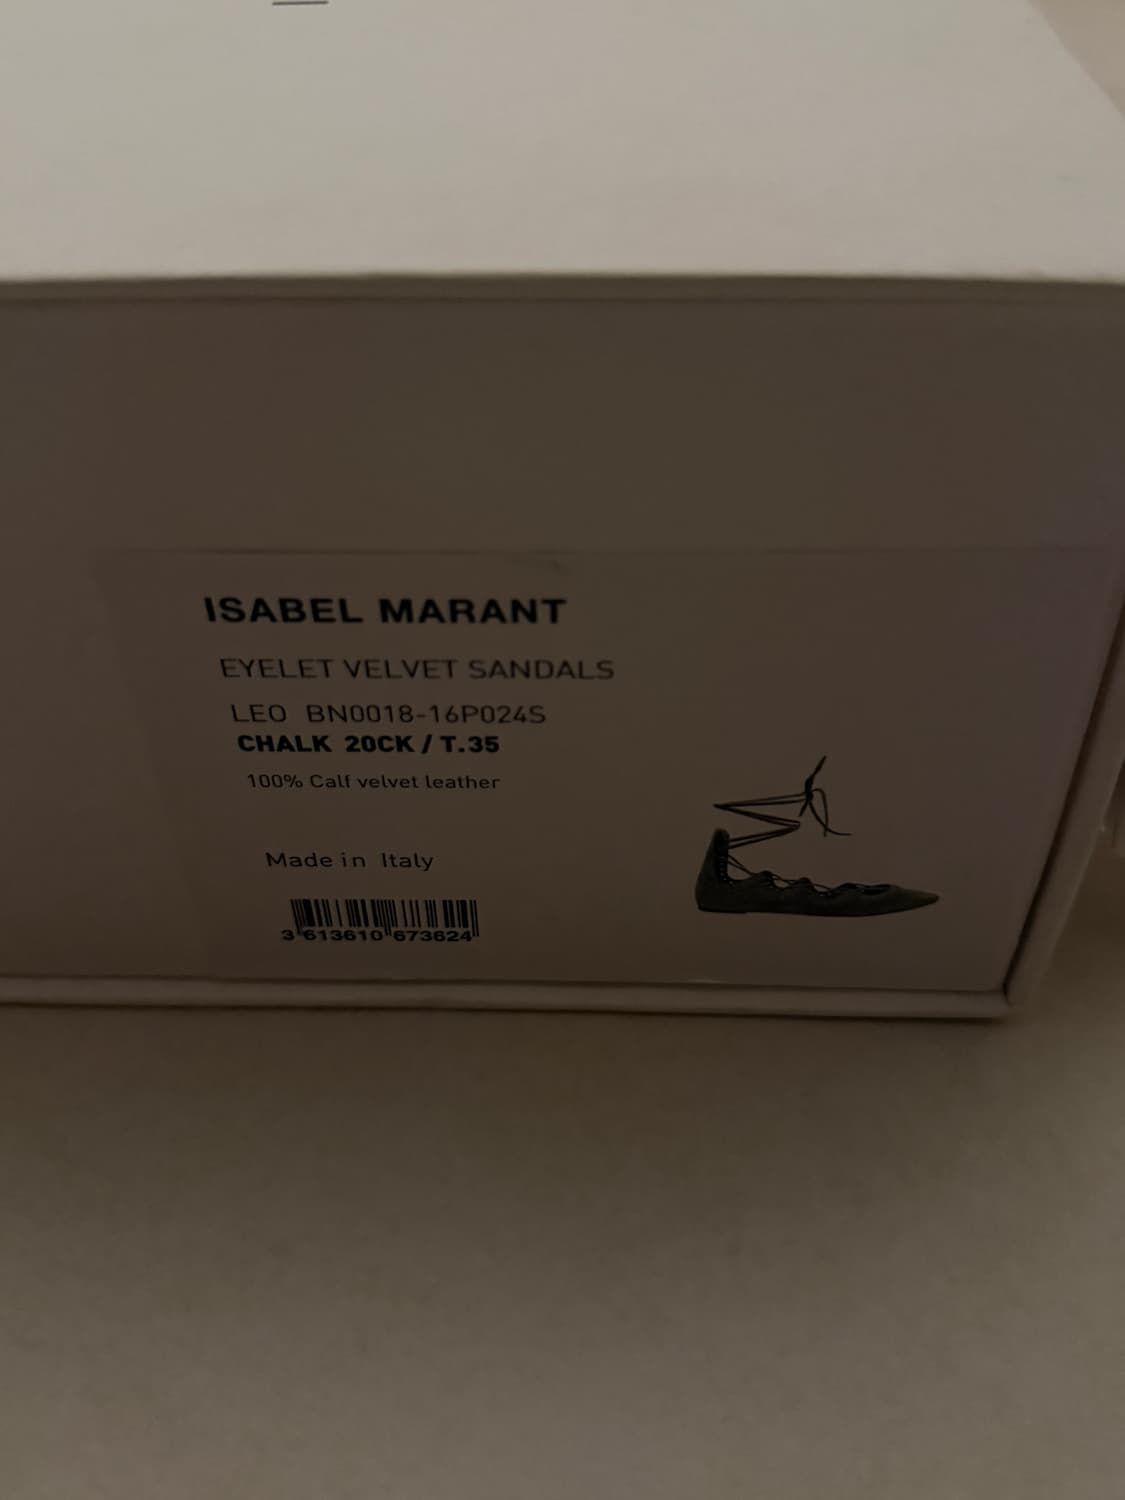 ISABEL MARANT
EYELET VELVET SANDALS
LEO BN0018-16P024S
CHALK 20CK / T.35
100% Calf velvet leather
Made in Italy
3 613610 673624